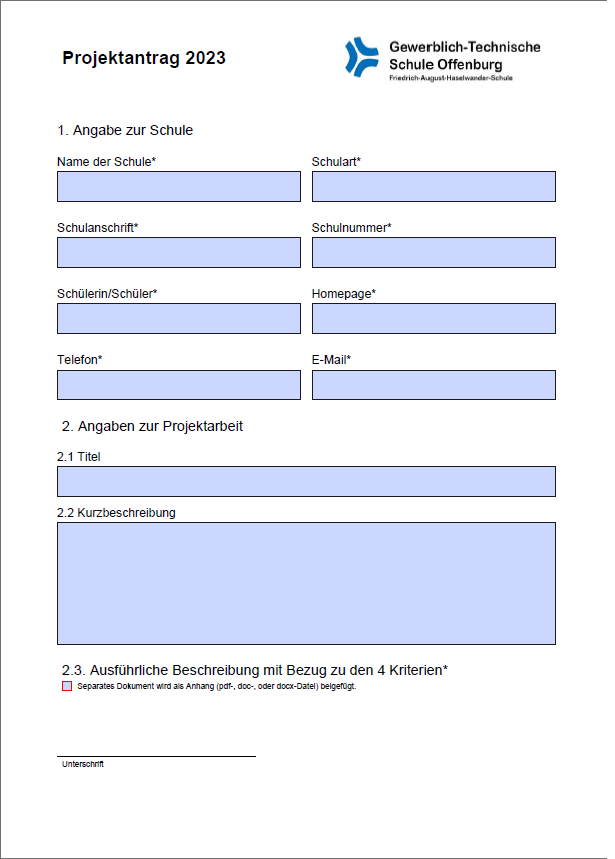 Projektantrag 2023
Gewerblich-Technische
Schule Offenburg
Friedrich-August-Haselwander-Schule
1. Angabe zur Schule
Name der Schule*
Schulart*
Schulanschrift*
Schulnummer*
Schülerin/Schüler*
Homepage*
Telefon*
E-Mail*
2. Angaben zur Projektarbeit
2.1 Titel
2.2 Kurzbeschreibung
2.3. Ausführliche Beschreibung mit Bezug zu den 4 Kriterien*
Separates Dokument wird als Anhang (pdf-, doc-, oder docx-Datei) beigefügt.
Unterschrift